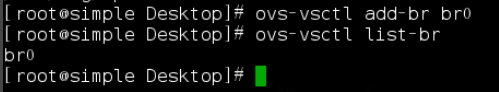 [root@simple Desktop]# ovs-vsctl add-br br0
[root@simple Desktop]# ovs-vsctl list-br
br0
[root@simple Desktop]#